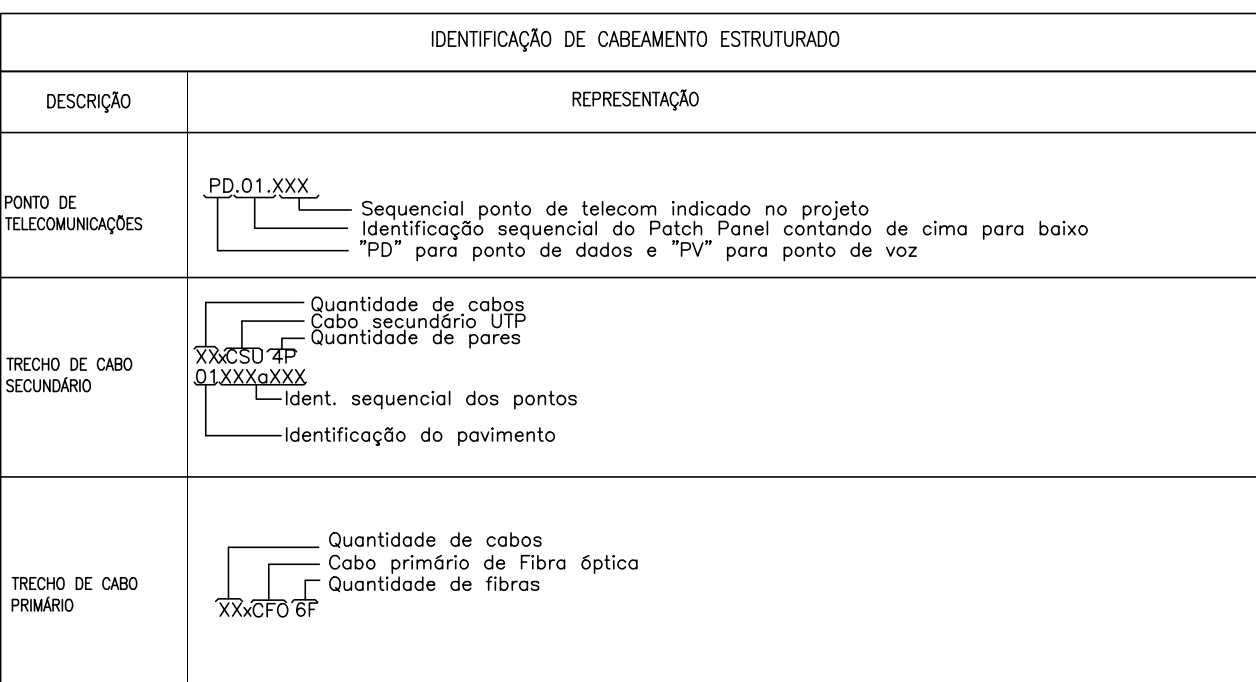 IDENTIFICAÇÃO DE CABEAMENTO ESTRUTURADO
DESCRIÇÃO
REPRESENTAÇÃO
PONTO DE
TELECOMUNICAÇÕES
PD.01.XXX
Sequencial ponto de telecom indicado no projeto
Identificação sequencial do Patch Panel contando de cima para baixo
"PD" para ponto de dados e "PV" para ponto de voz
TRECHO DE CABO
SECUNDÁRIO
Quantidade de cabos
Cabo secundário UTP
Quantidade de pares
XXxCSU 4P
01XXXaXXX
Ident. sequencial dos pontos
Identificação do pavimento
TRECHO DE CABO
PRIMÁRIO
Quantidade de cabos
Cabo primário de Fibra óptica
Quantidade de fibras
XXxCFO 6F